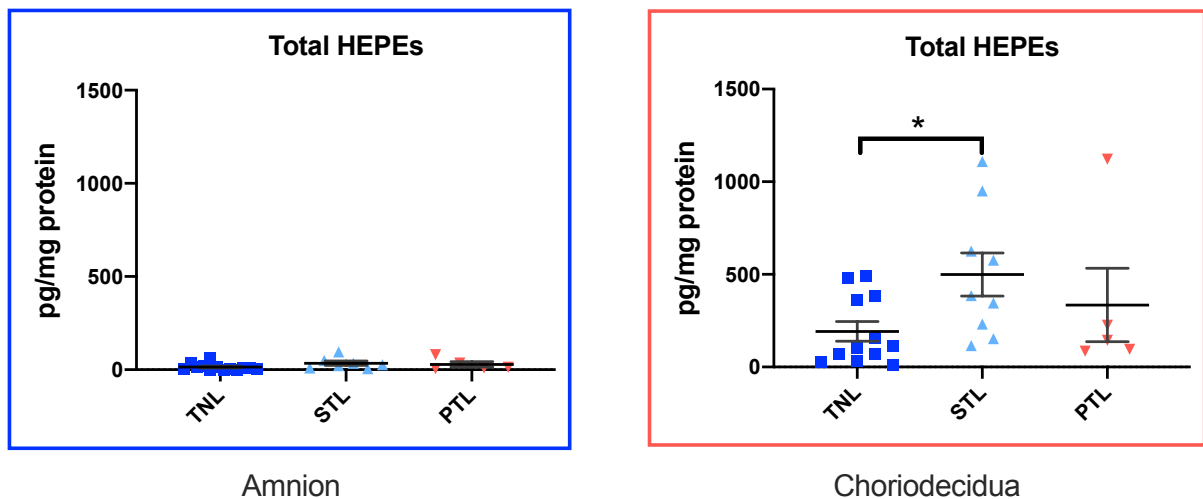 Total HEPEs
1500
1000
500
0
pg/mg protein
TNL
STL
PTL
Amnion
Total HEPEs
*
1500
1000
500
0
pg/mg protein
TNL
STL
PTL
Choriodecidua